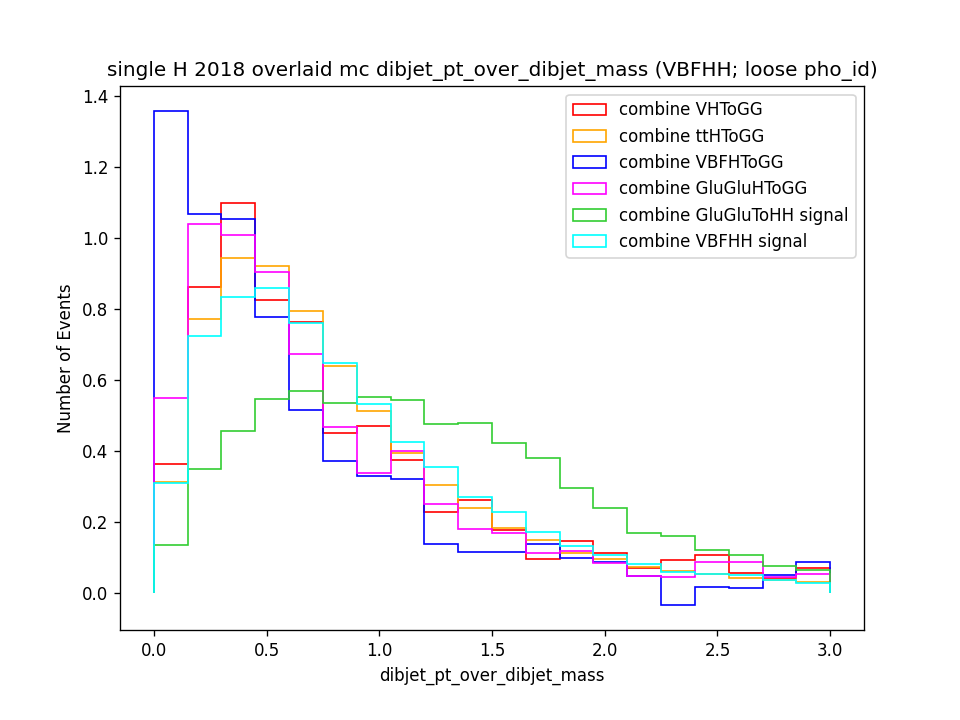 single H 2018 overlaid mc dibjet_pt_over_dibjet_mass (VBFHH; loose pho_id)
combine VHToGG
combine ttHToGG
combine VBFHToGG
combine GluGluHToGG
combine GluGluToHH signal
combine VBFHH signal
Number of Events
1.4
1.2
1.0
0.8
0.6
0.4
0.2
0.0
0.0 0.5 1.0 1.5 2.0 2.5 3.0
dibjet_pt_over_dibjet_mass